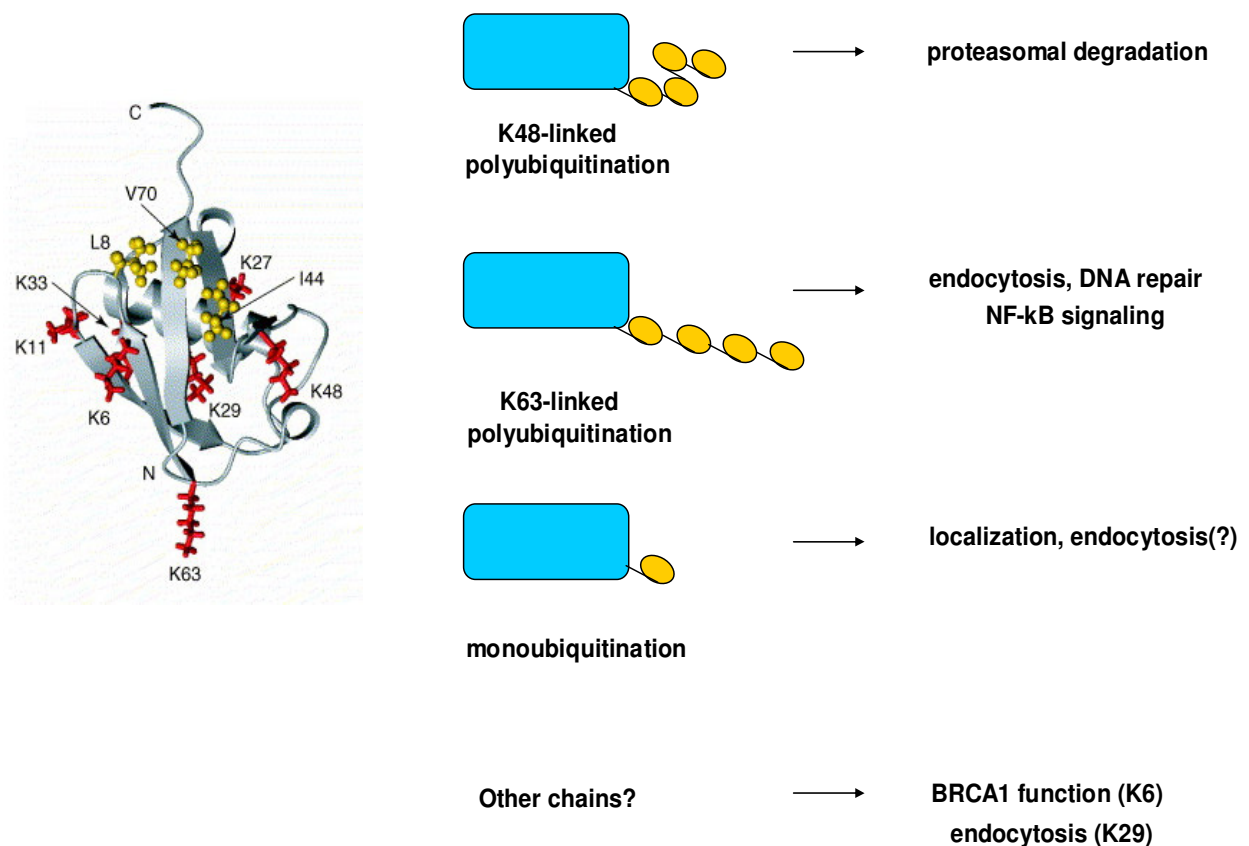 C
V70
L8
K27
K33
I44
K11
K48
K6
K29
N
K63
proteasomal degradation
K48-linked
polyubiquitination
endocytosis, DNA repair
NF-kB signaling
K63-linked
polyubiquitination
localization, endocytosis(?)
monoubiquitination
Other chains?
BRCA1 function (K6)
endocytosis (K29)